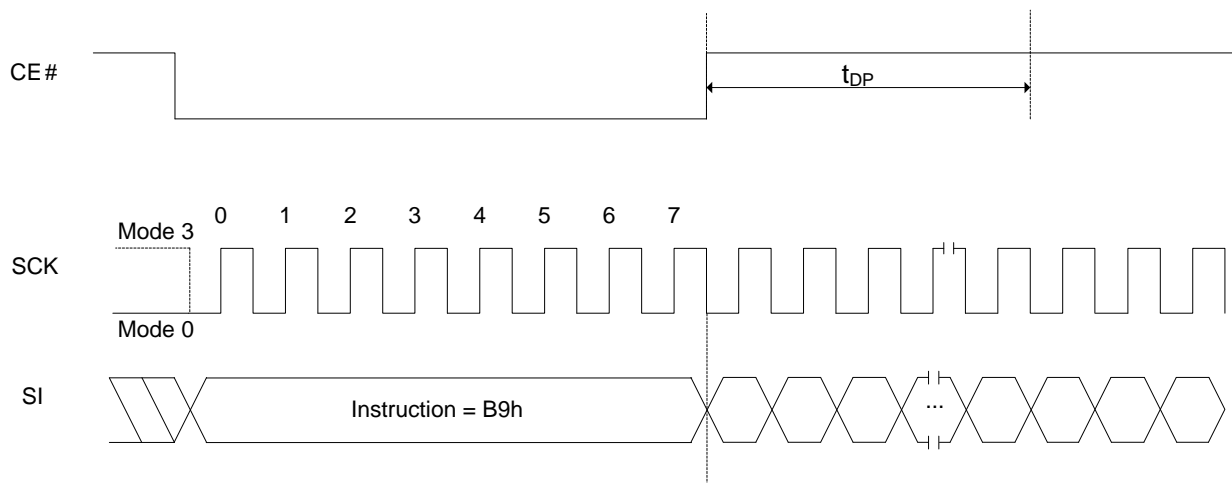 CE#
tDP
0 1 2 3 4 5 6 7
Mode 3
SCK
Mode 0
SI
Instruction = B9h
...